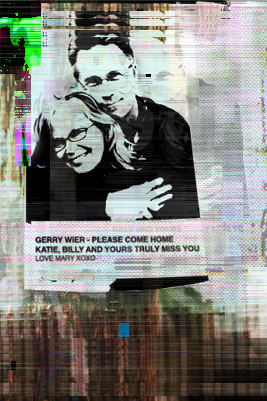 GERRY WIER - PLEASE COME HOME
KATIE, BILLY AND YOURS TRULY MISS YOU
LOVE MARY XOXO